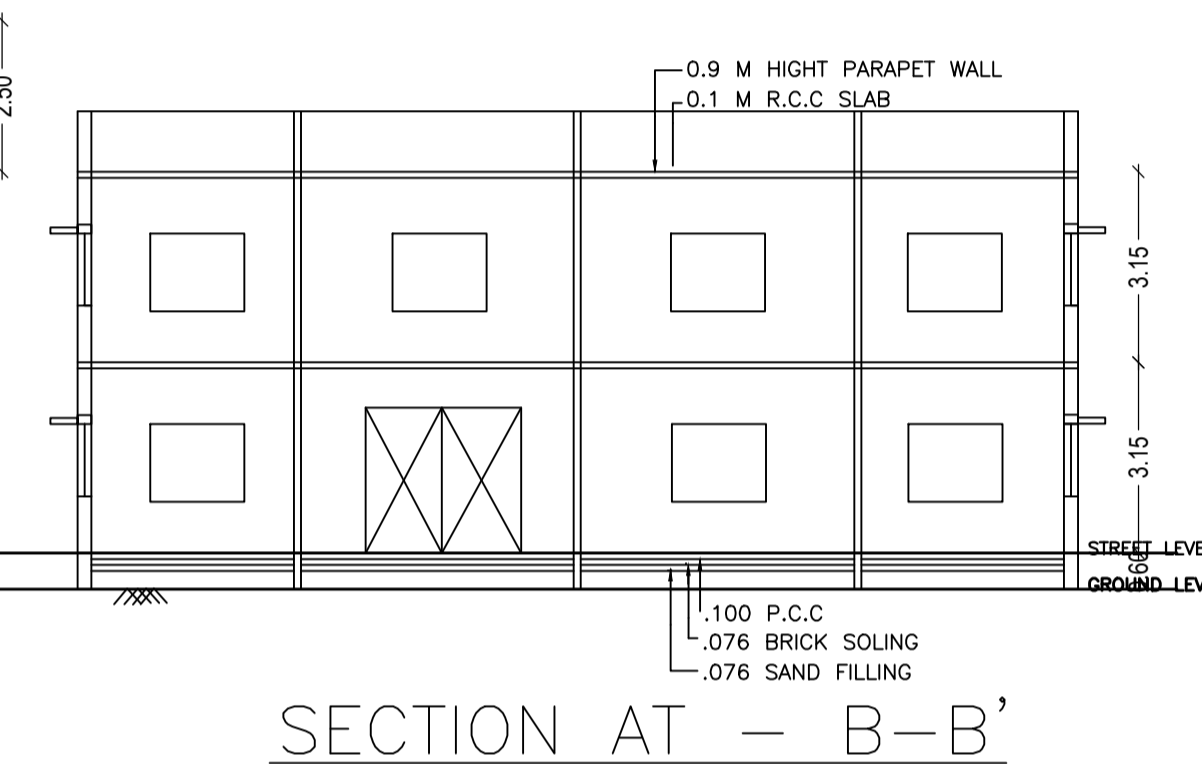 2.50
0.9 M HIGHT PARAPET WALL
0.1 M R.C.C SLAB
3.15
3.15
STREET LEVE
.60
GROUND LEV
.100 P.C.C
.076 BRICK SOLING
.076 SAND FILLING
SECTION AT - B-B'